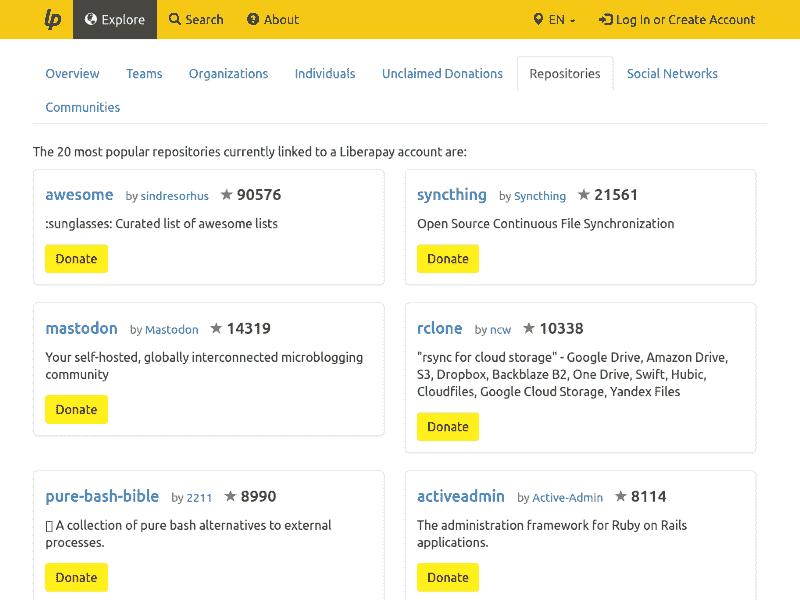 lp Explore Search About EN Log In or Create Account
Overview Teams Organizations Individuals Unclaimed Donations Repositories Social Networks
Communities
The 20 most popular repositories currently linked to a Liberapay account are:
awesome by sindresorhus ★ 90576
:sunglasses: Curated list of awesome lists
Donate
syncthing by Syncthing ★ 21561
Open Source Continuous File Synchronization
Donate
mastodon by Mastodon ★ 14319
Your self-hosted, globally interconnected microblogging
community
Donate
rclone by ncw ★ 10338
"rsync for cloud storage" - Google Drive, Amazon Drive,
S3, Dropbox, Backblaze B2, One Drive, Swift, Hubic,
Cloudfiles, Google Cloud Storage, Yandex Files
Donate
pure-bash-bible by 2211 ★ 8990
▯ A collection of pure bash alternatives to external
processes.
Donate
activeadmin by Active-Admin ★ 8114
The administration framework for Ruby on Rails
applications.
Donate